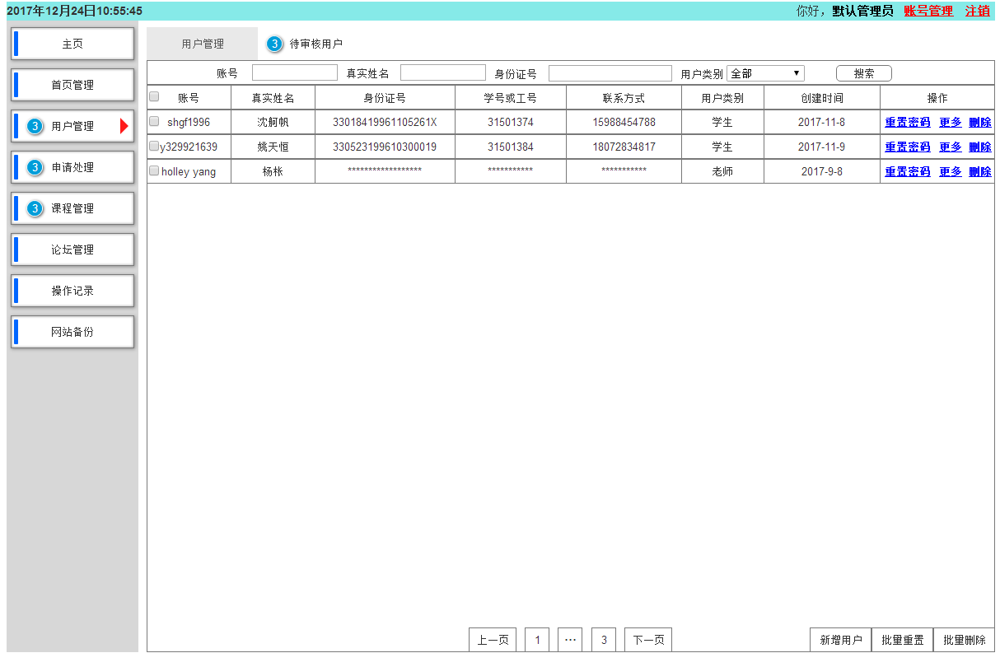 2017年12月24日10:55:45 你好，默认管理员 账号管理 注销
主页
首页管理
3 用户管理
3 申请处理
3 课程管理
论坛管理
操作记录
网站备份
用户管理 3 待审核用户
账号 真实姓名 身份证号 用户类别 全部 搜索
账号 真实姓名 身份证号 学号或工号 联系方式 用户类别 创建时间 操作
shgf1996 沈舸帆 33018419961105261X 31501374 15988454788 学生 2017-11-8 重置密码 更多 删除
y329921639 姚天恒 330523199610300019 31501384 18072834817 学生 2017-11-9 重置密码 更多 删除
holley yang 杨枨 ****************** *********** *********** 老师 2017-9-8 重置密码 更多 删除
上一页 1 ... 3 下一页 新增用户 批量重置 批量删除